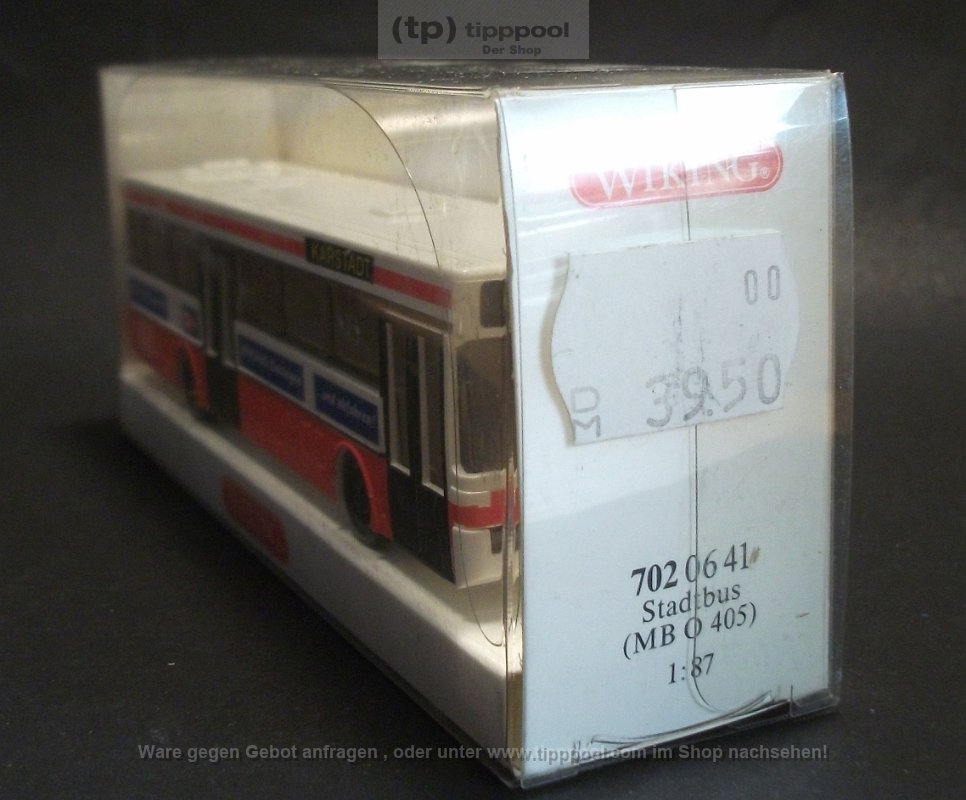 (tp) tipppool
Der Shop
WIKING®
KARSTADT
00
DM 39.50
702 06 41
Stadtbus
(MB O 405)
1:87
Ware gegen Gebot anfragen , oder unter www.tipppool.com im Shop nachsehen!